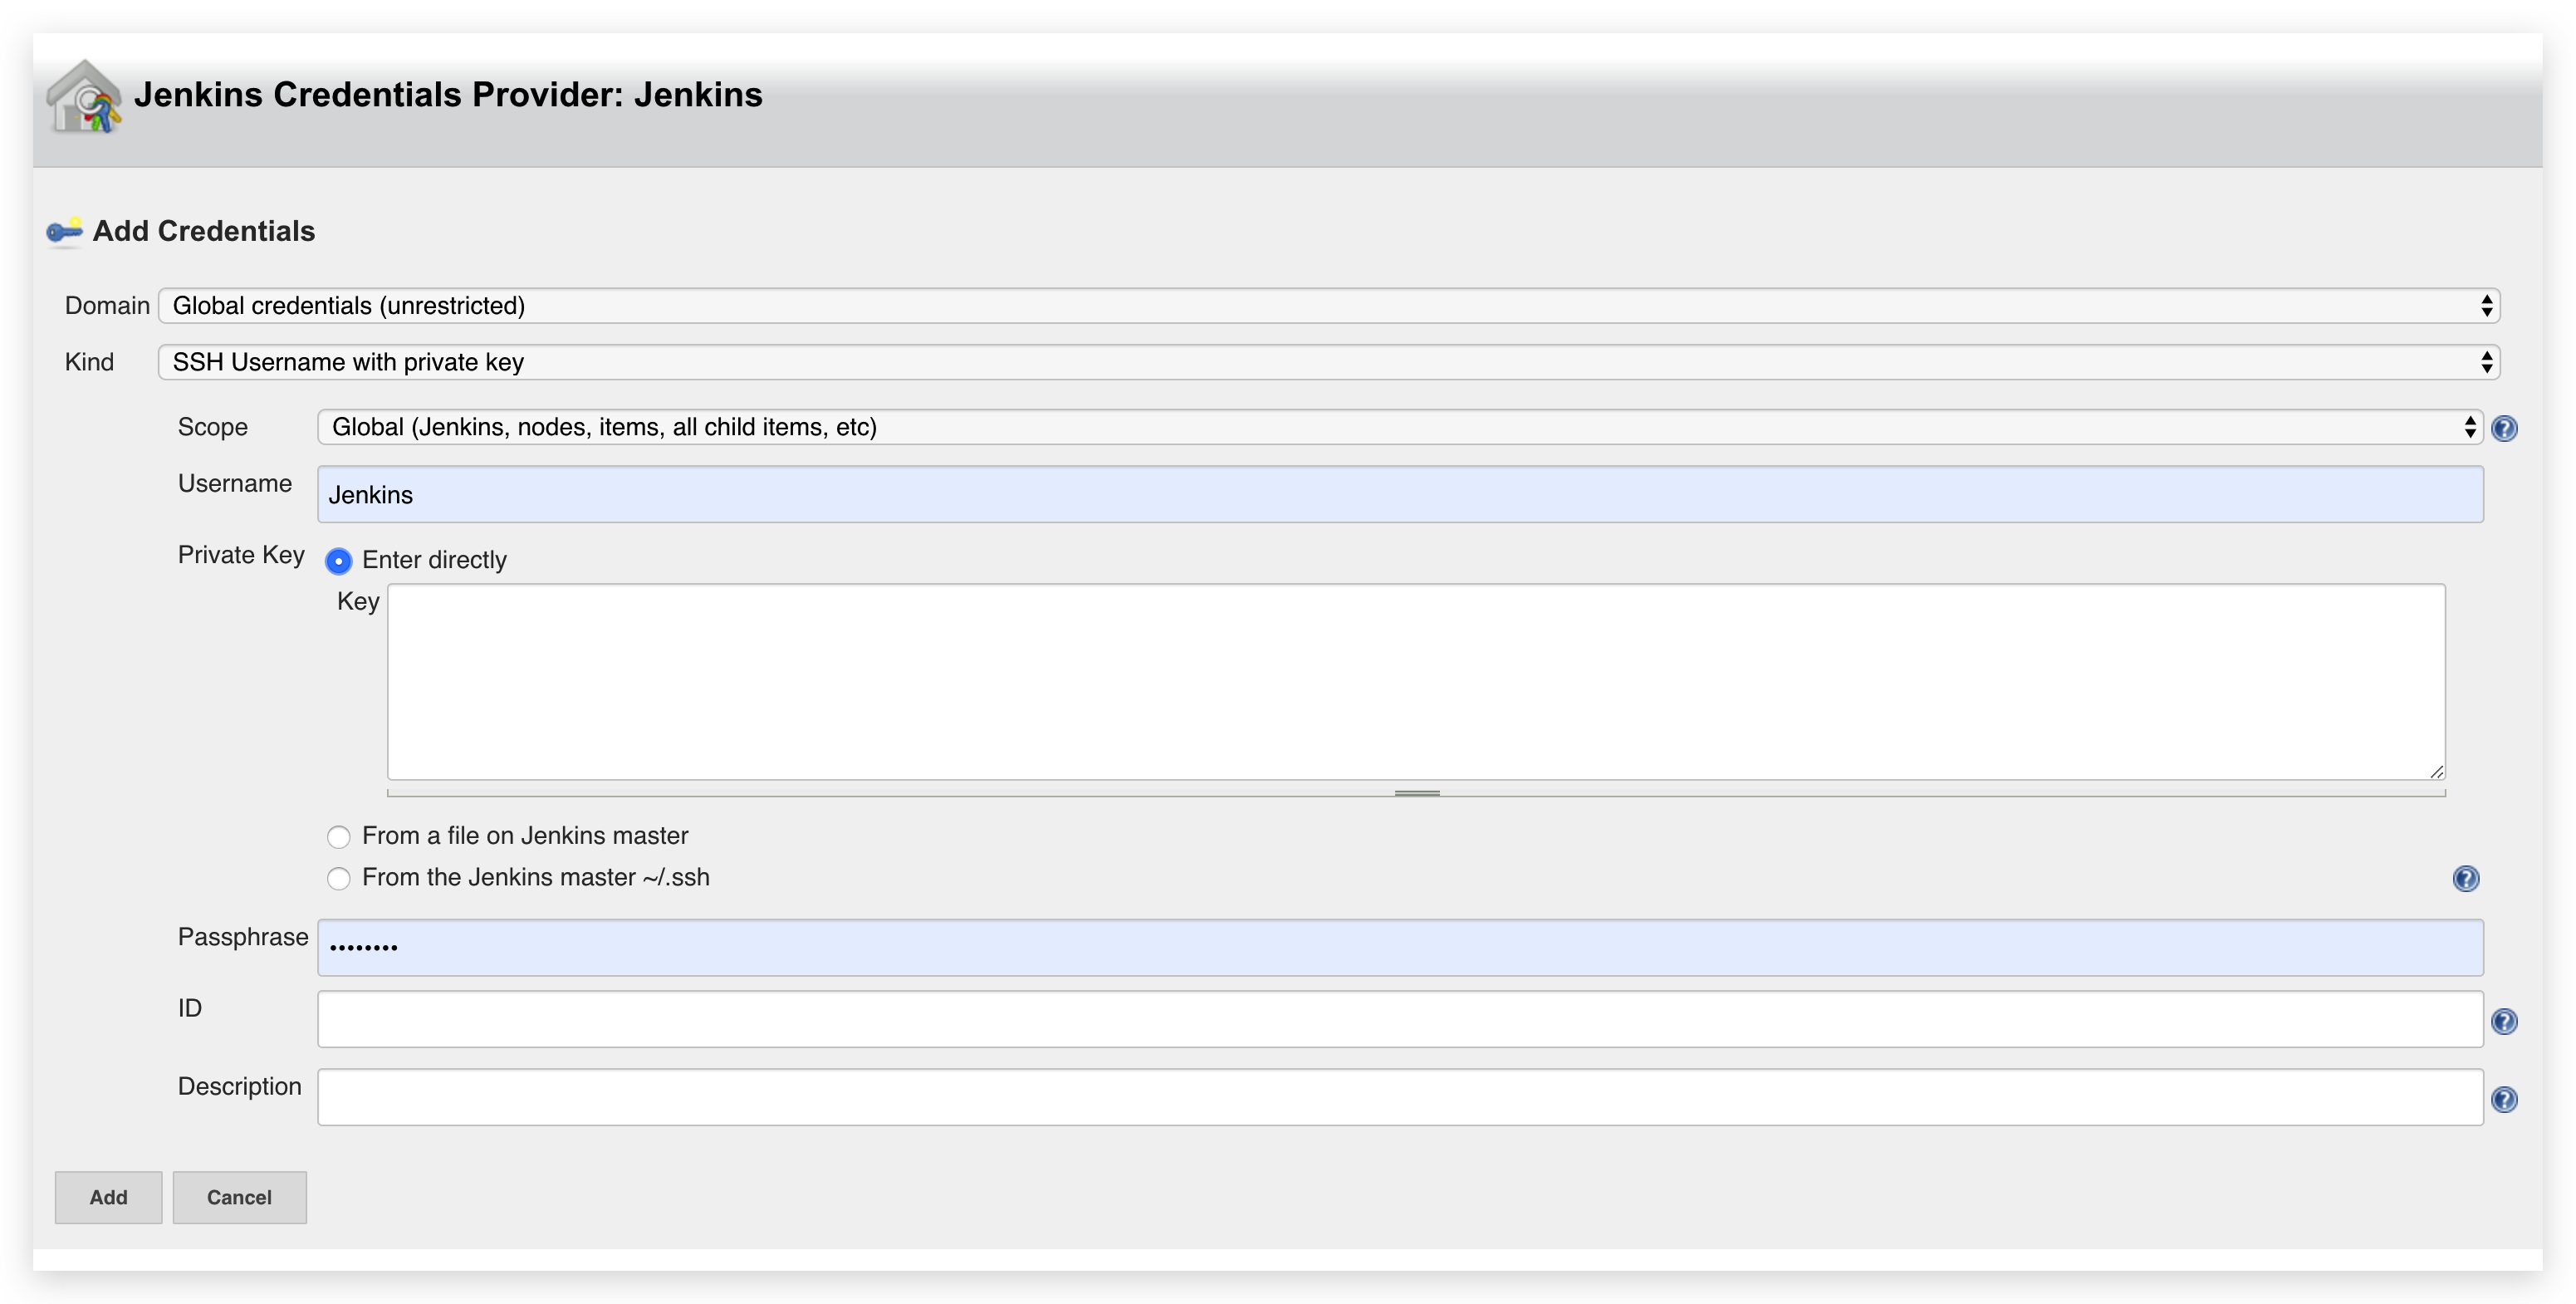 Jenkins Credentials Provider: Jenkins
Add Credentials
Domain Global credentials (unrestricted)
Kind SSH Username with private key
Scope Global (Jenkins, nodes, items, all child items, etc)
Username Jenkins
Private Key Enter directly
Key
From a file on Jenkins master
From the Jenkins master ~/.ssh
Passphrase ••••••••
ID
Description
Add Cancel